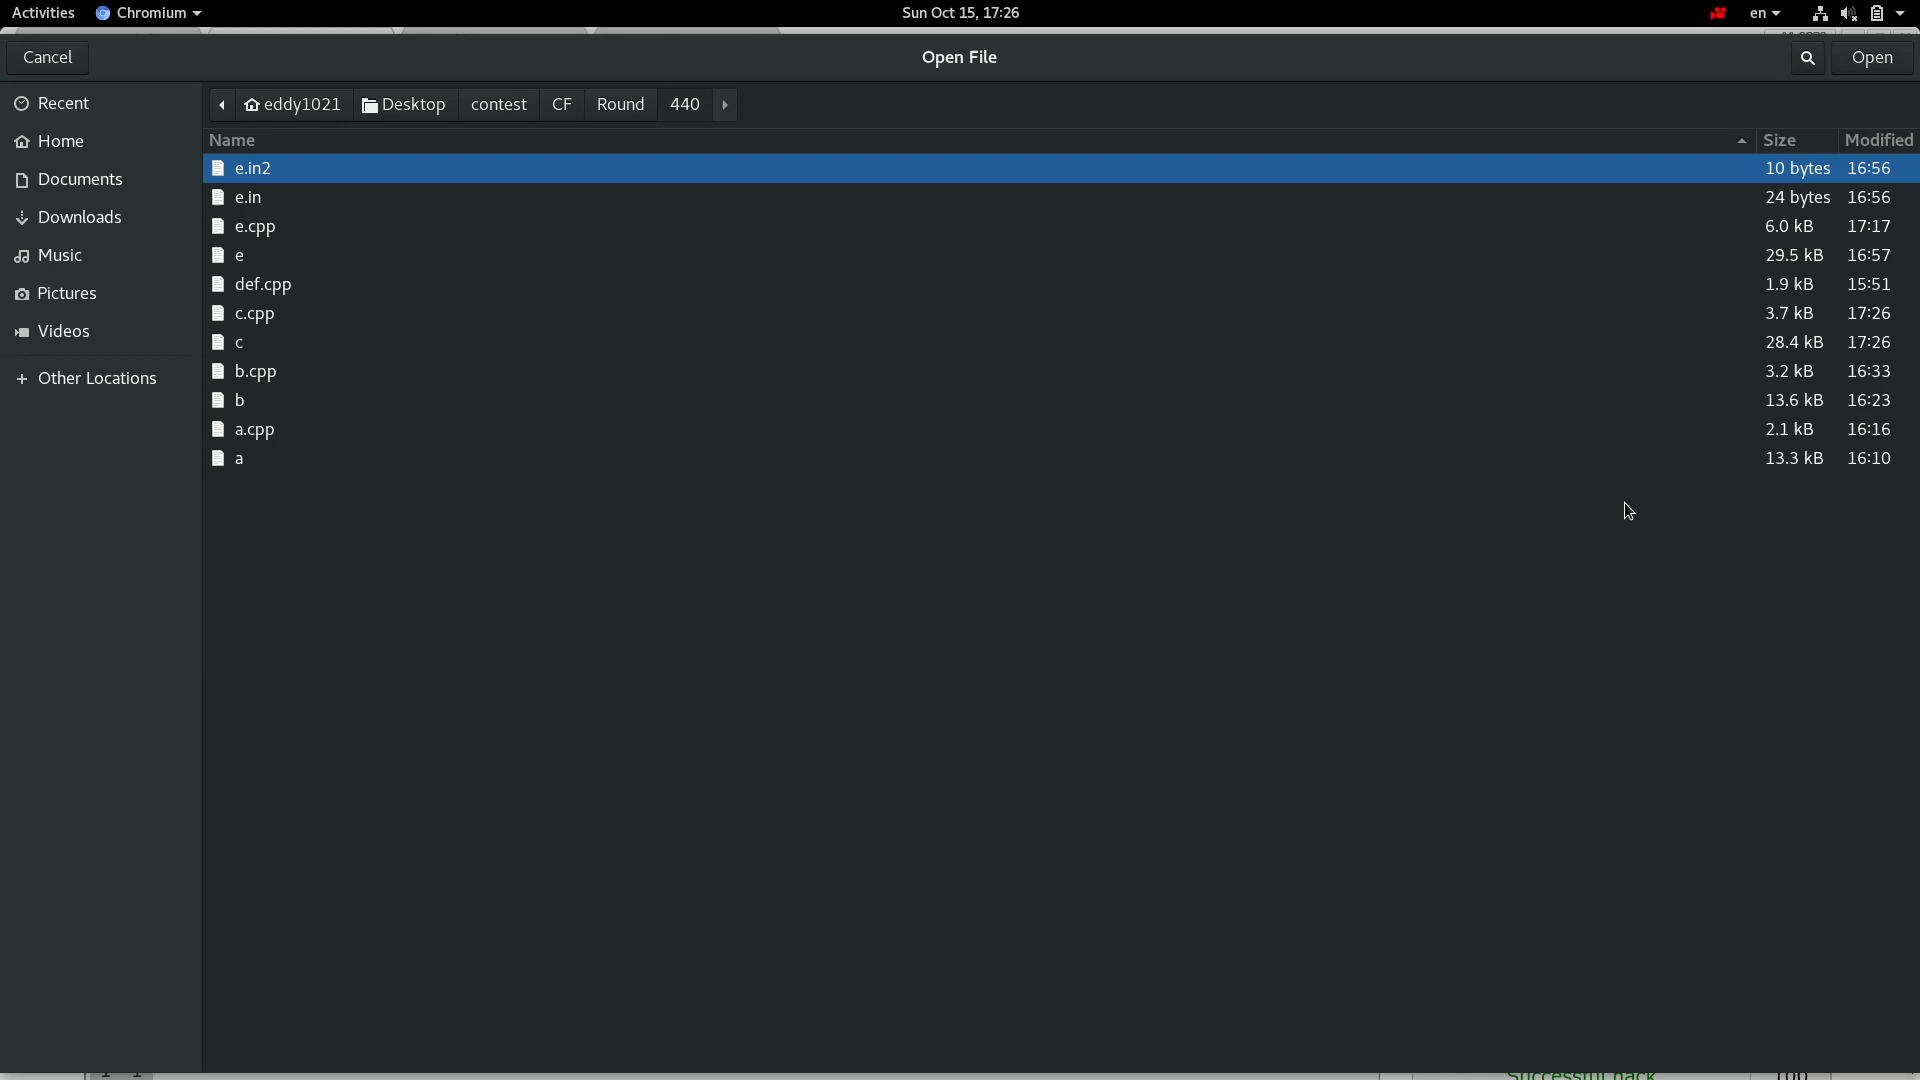 Activities Chromium Sun Oct 15, 17:26 en
Cancel Open File Open
Recent
Home
Documents
Downloads
Music
Pictures
Videos
Other Locations
eddy1021 Desktop contest CF Round 440
Name Size Modified
e.in2 10 bytes 16:56
e.in 24 bytes 16:56
e.cpp 6.0 kB 17:17
e 29.5 kB 16:57
def.cpp 1.9 kB 15:51
c.cpp 3.7 kB 17:26
c 28.4 kB 17:26
b.cpp 3.2 kB 16:33
b 13.6 kB 16:23
a.cpp 2.1 kB 16:16
a 13.3 kB 16:10
Successful hack 100